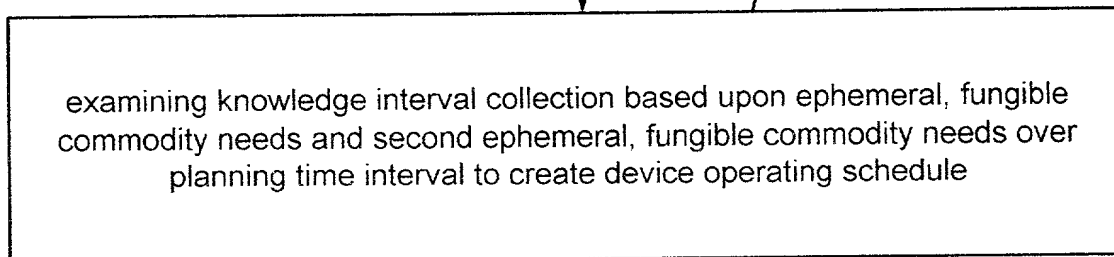 examining knowledge interval collection based upon ephemeral, fungible
commodity needs and second ephemeral, fungible commodity needs over
planning time interval to create device operating schedule